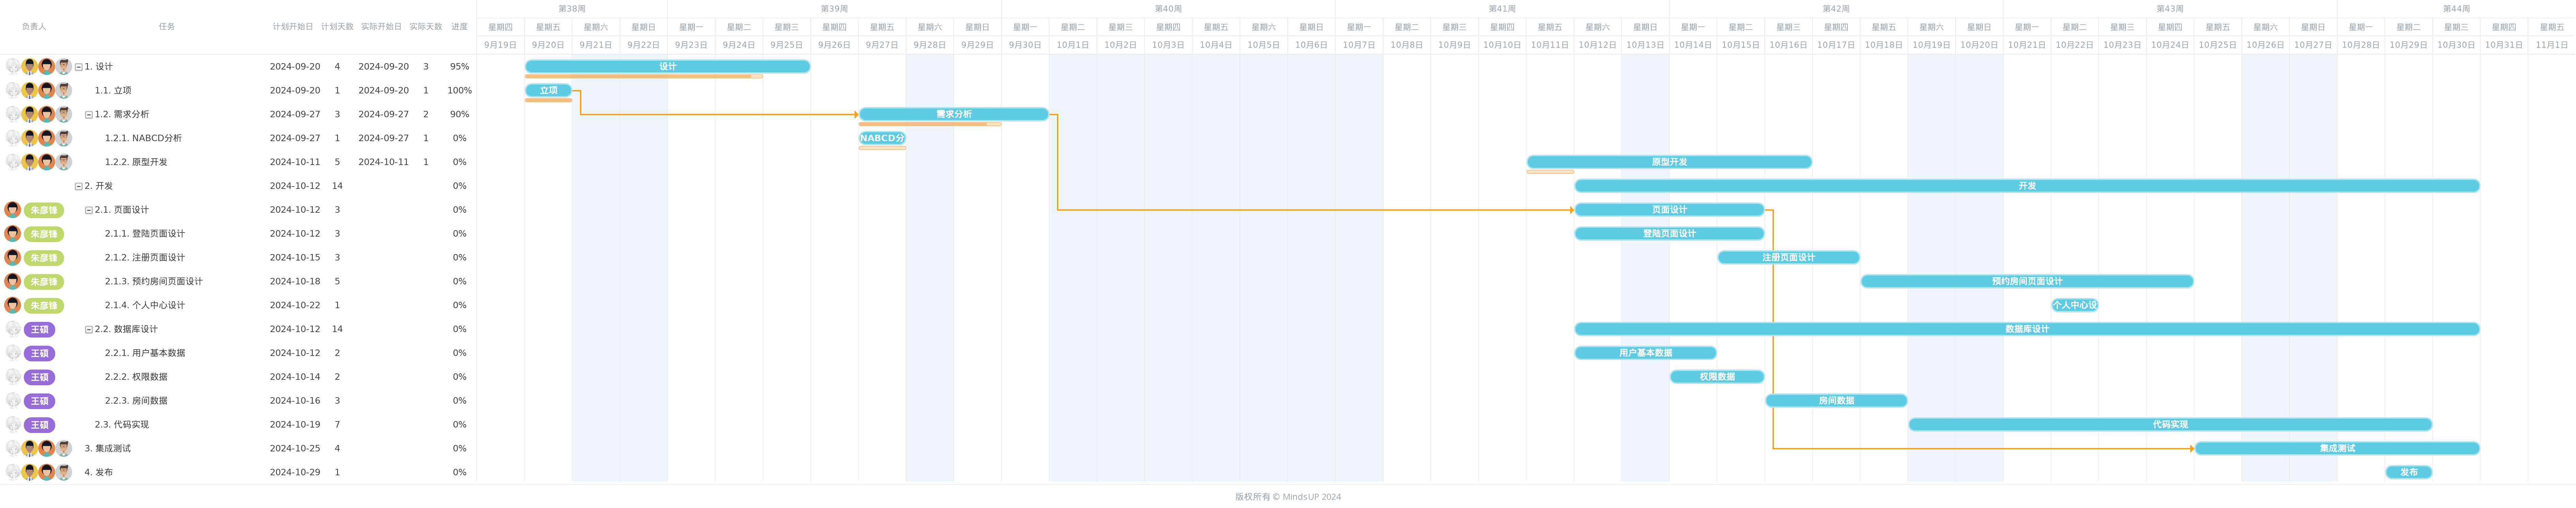 第38周 第39周 第40周 第41周 第42周 第43周 第44周
负责人 任务 计划开始日 计划天数 实际开始日 实际天数 进度 星期四 星期五 星期六 星期日 星期一 星期二 星期三 星期四 星期五 星期六 星期日 星期一 星期二 星期三 星期四 星期五 星期六 星期日 星期一 星期二 星期三 星期四 星期五 星期六 星期日 星期一 星期二 星期三 星期四 星期五 星期六 星期日 星期一 星期二 星期三 星期四 星期五 星期六 星期日 星期一 星期二 星期三 星期四 星期五
9月19日 9月20日 9月21日 9月22日 9月23日 9月24日 9月25日 9月26日 9月27日 9月28日 9月29日 9月30日 10月1日 10月2日 10月3日 10月4日 10月5日 10月6日 10月7日 10月8日 10月9日 10月10日 10月11日 10月12日 10月13日 10月14日 10月15日 10月16日 10月17日 10月18日 10月19日 10月20日 10月21日 10月22日 10月23日 10月24日 10月25日 10月26日 10月27日 10月28日 10月29日 10月30日 10月31日 11月1日
1. 设计 2024-09-20 4 2024-09-20 3 95% 设计
1.1. 立项 2024-09-20 1 2024-09-20 1 100% 立项
1.2. 需求分析 2024-09-27 3 2024-09-27 2 90% 需求分析
1.2.1. NABCD分析 2024-09-27 1 2024-09-27 1 0% NABCD分
1.2.2. 原型开发 2024-10-11 5 2024-10-11 1 0% 原型开发
2. 开发 2024-10-12 14 0% 开发
朱彦锋 2.1. 页面设计 2024-10-12 3 0% 页面设计
朱彦锋 2.1.1. 登陆页面设计 2024-10-12 3 0% 登陆页面设计
朱彦锋 2.1.2. 注册页面设计 2024-10-15 3 0% 注册页面设计
朱彦锋 2.1.3. 预约房间页面设计 2024-10-18 5 0% 预约房间页面设计
朱彦锋 2.1.4. 个人中心设计 2024-10-22 1 0% 个人中心设
王硕 2.2. 数据库设计 2024-10-12 14 0% 数据库设计
王硕 2.2.1. 用户基本数据 2024-10-12 2 0% 用户基本数据
王硕 2.2.2. 权限数据 2024-10-14 2 0% 权限数据
王硕 2.2.3. 房间数据 2024-10-16 3 0% 房间数据
王硕 2.3. 代码实现 2024-10-19 7 0% 代码实现
3. 集成测试 2024-10-25 4 0% 集成测试
4. 发布 2024-10-29 1 0% 发布
版权所有 © MindsUP 2024